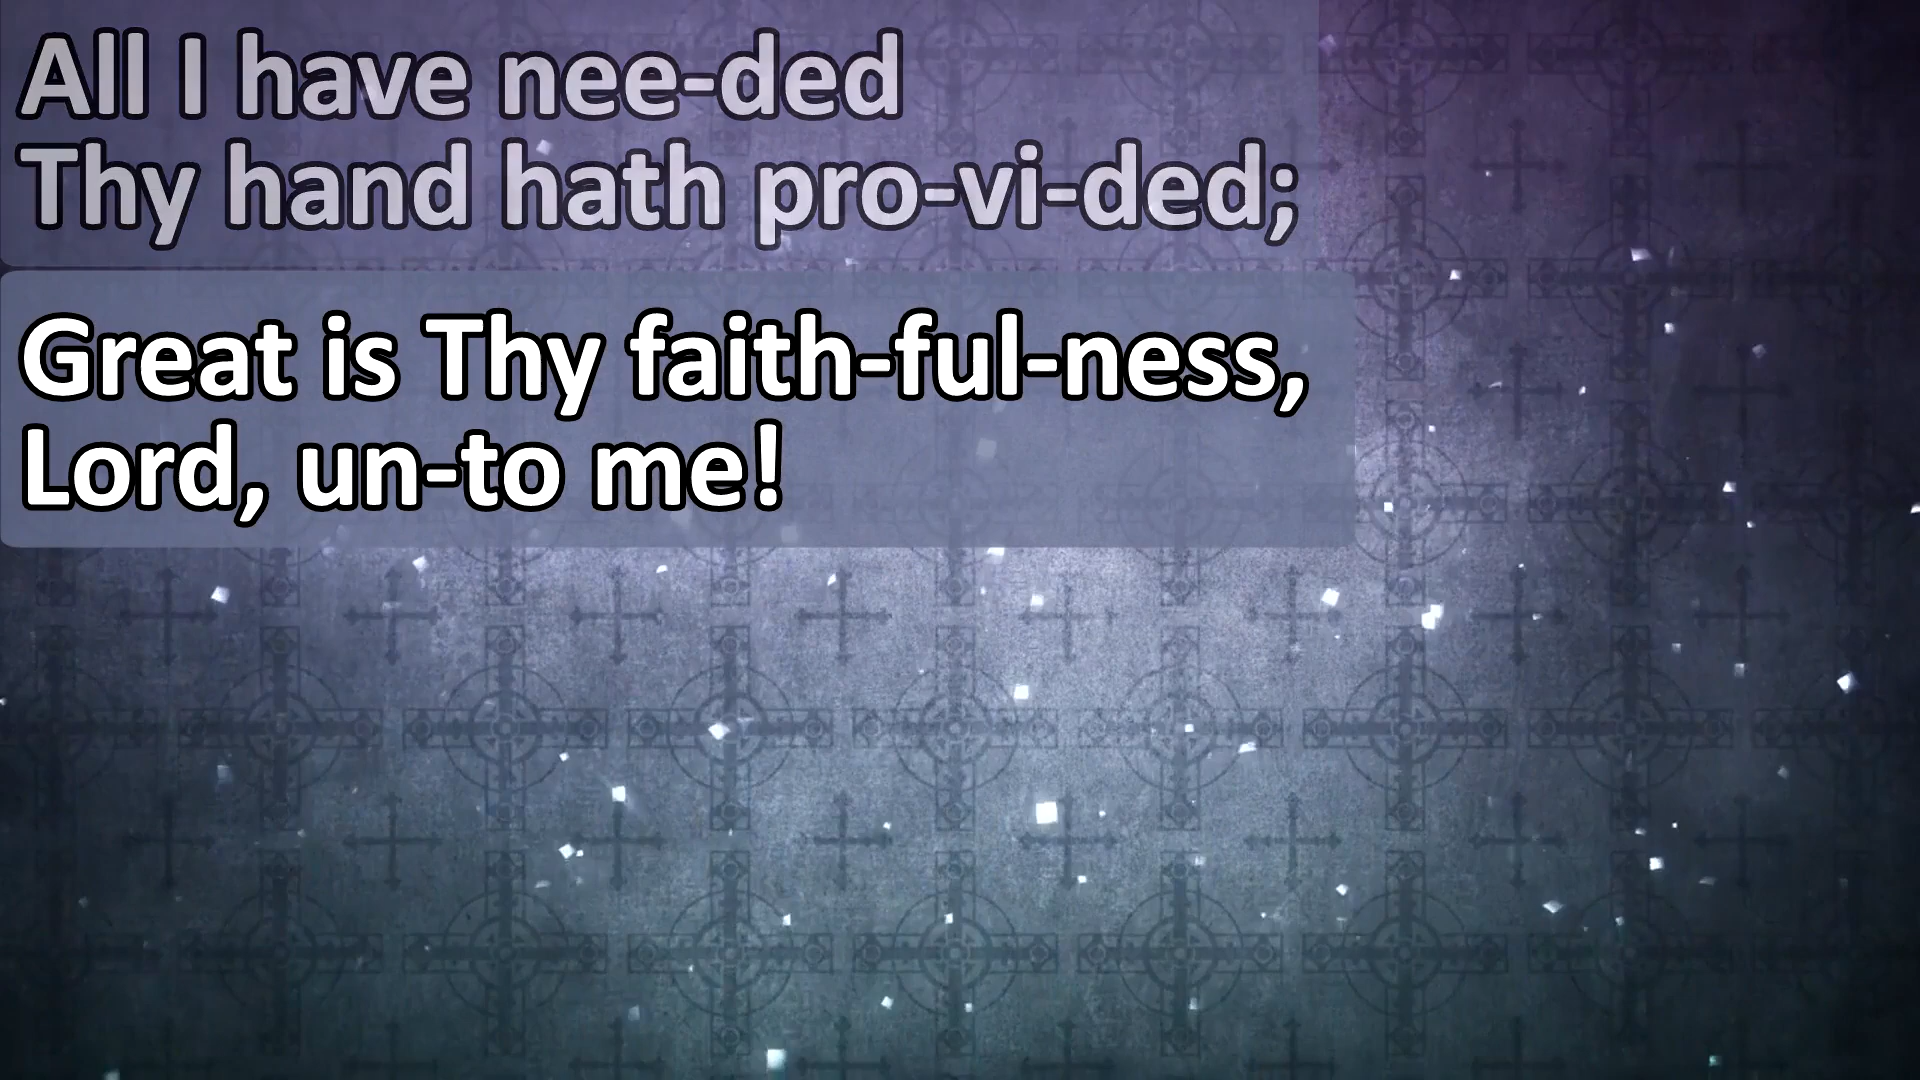 All I have nee-ded
Thy hand hath pro-vi-ded;
Great is Thy faith-ful-ness,
Lord, un-to me!